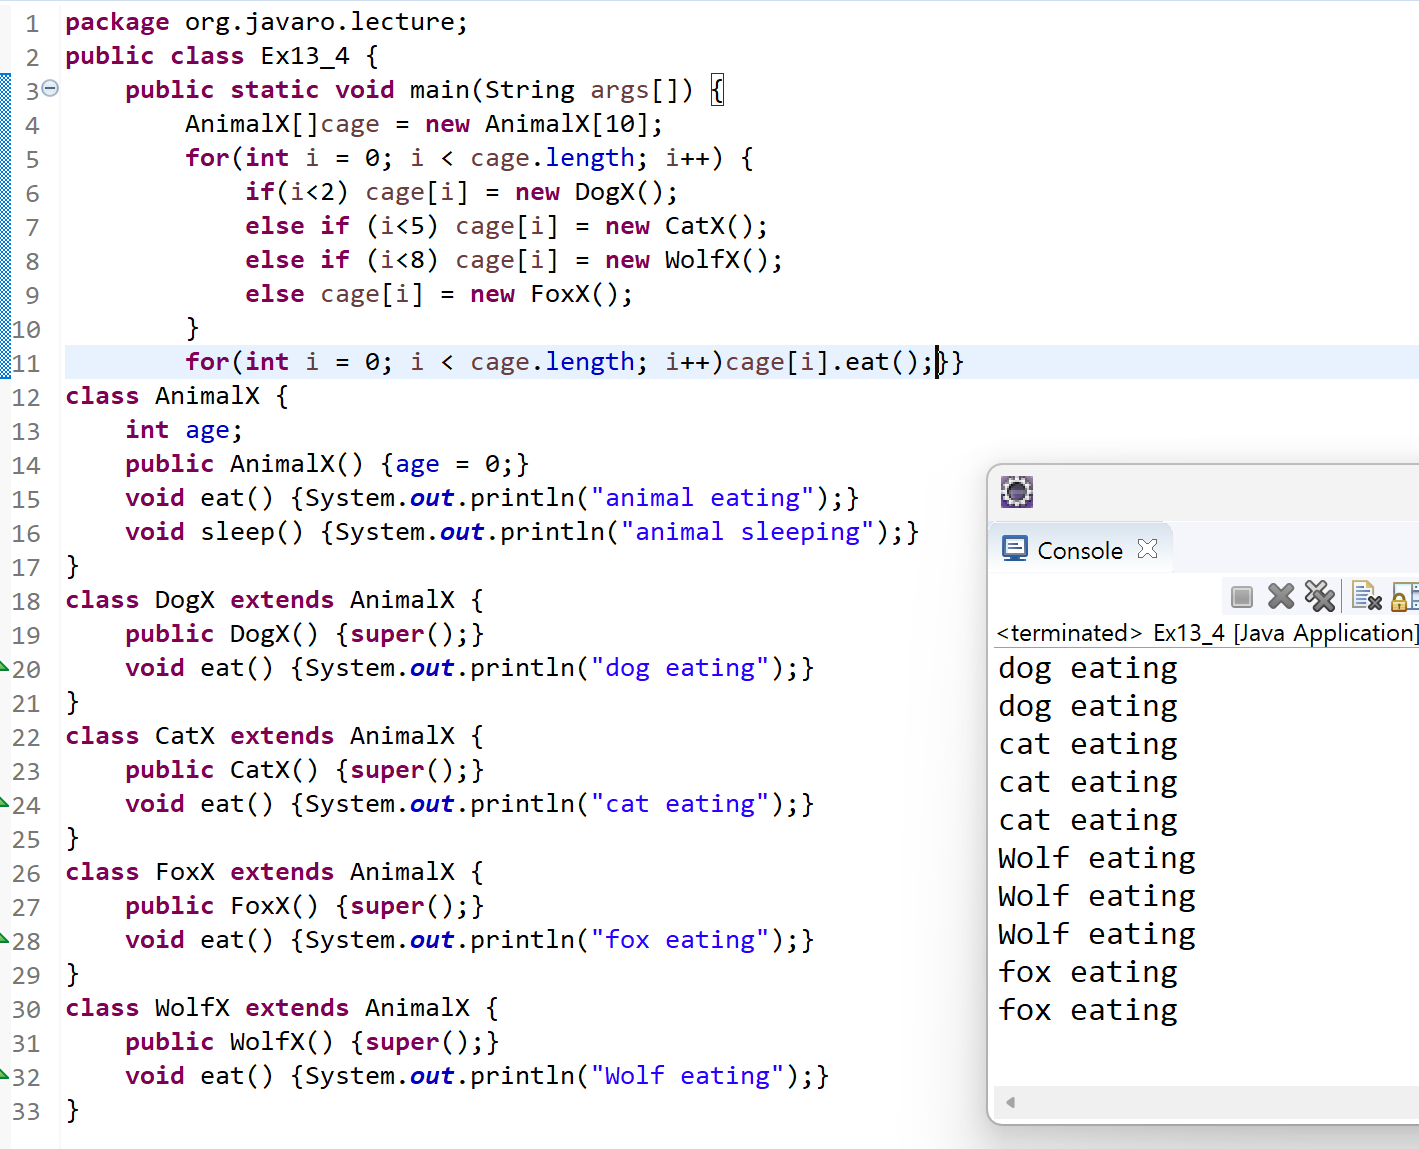 1 package org.javaro.lecture;
2 public class Ex13_4 {
3 public static void main(String args[]) {
4 AnimalX[]cage = new AnimalX[10];
5 for(int i = 0; i < cage.length; i++) {
6 if(i<2) cage[i] = new DogX();
7 else if (i<5) cage[i] = new CatX();
8 else if (i<8) cage[i] = new WolfX();
9 else cage[i] = new FoxX();
10 }
11 for(int i = 0; i < cage.length; i++)cage[i].eat();}}
12 class AnimalX {
13 int age;
14 public AnimalX() {age = 0;}
15 void eat() {System.out.println("animal eating");}
16 void sleep() {System.out.println("animal sleeping");}
17 }
18 class DogX extends AnimalX {
19 public DogX() {super();}
20 void eat() {System.out.println("dog eating");}
21 }
22 class CatX extends AnimalX {
23 public CatX() {super();}
24 void eat() {System.out.println("cat eating");}
25 }
26 class FoxX extends AnimalX {
27 public FoxX() {super();}
28 void eat() {System.out.println("fox eating");}
29 }
30 class WolfX extends AnimalX {
31 public WolfX() {super();}
32 void eat() {System.out.println("Wolf eating");}
33 }
Console
<terminated> Ex13_4 [Java Application]
dog eating
dog eating
cat eating
cat eating
cat eating
Wolf eating
Wolf eating
Wolf eating
fox eating
fox eating